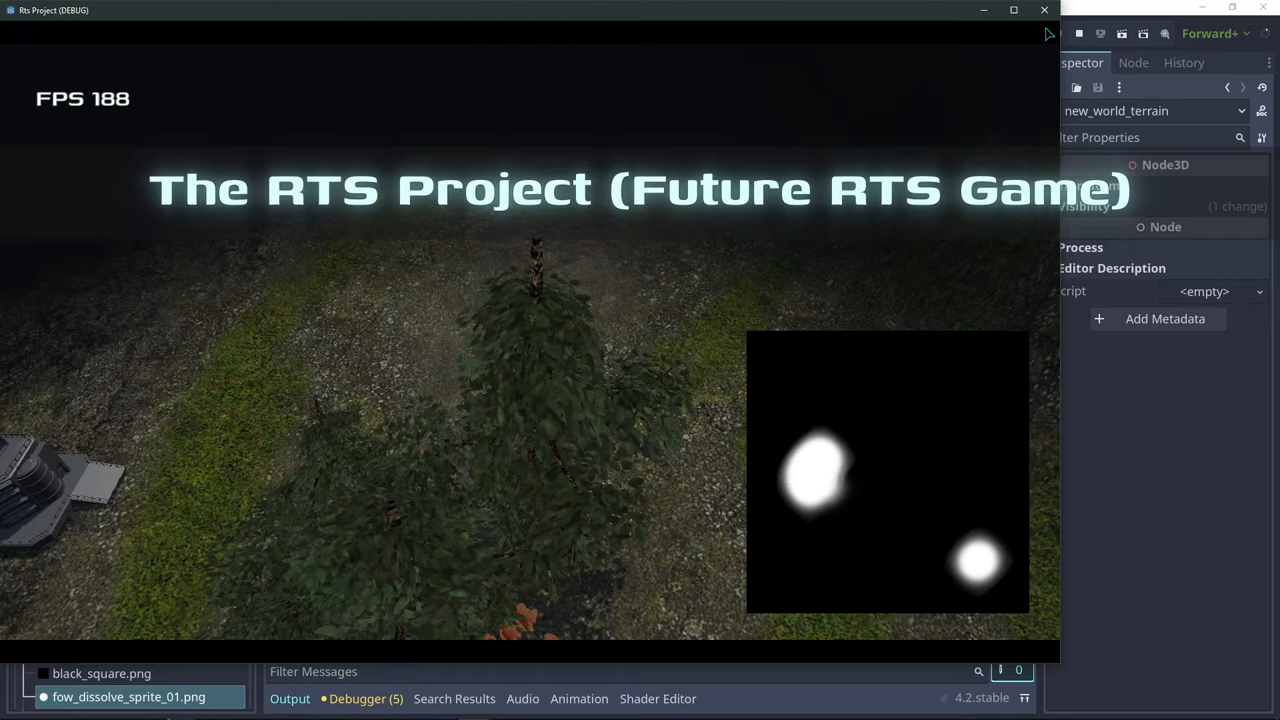 Rts Project (DEBUG)
Forward+
spector
Node
History
FPS 188
new_world_terrain
lter Properties
Node3D
The RTS Project (Future RTS Game)
(1 change)
Node
Process
Editor Description
cript
<empty>
+ Add Metadata
black_square.png
fow_dissolve_sprite_01.png
Filter Messages
0
Output
Debugger (5)
Search Results
Audio
Animation
Shader Editor
4.2.stable